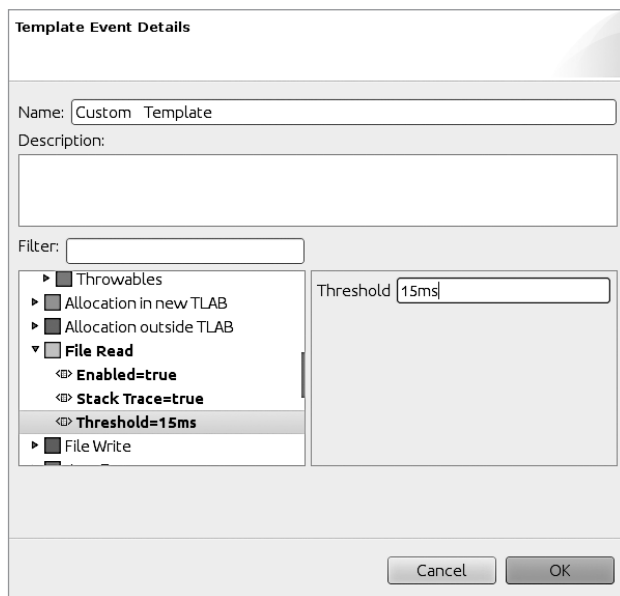 Template Event Details
Name: Custom Template
Description:
Filter:
Throwables
Allocation in new TLAB
Allocation outside TLAB
File Read
Enabled=true
Stack Trace=true
Threshold=15ms
File Write
Threshold 15ms
Cancel OK